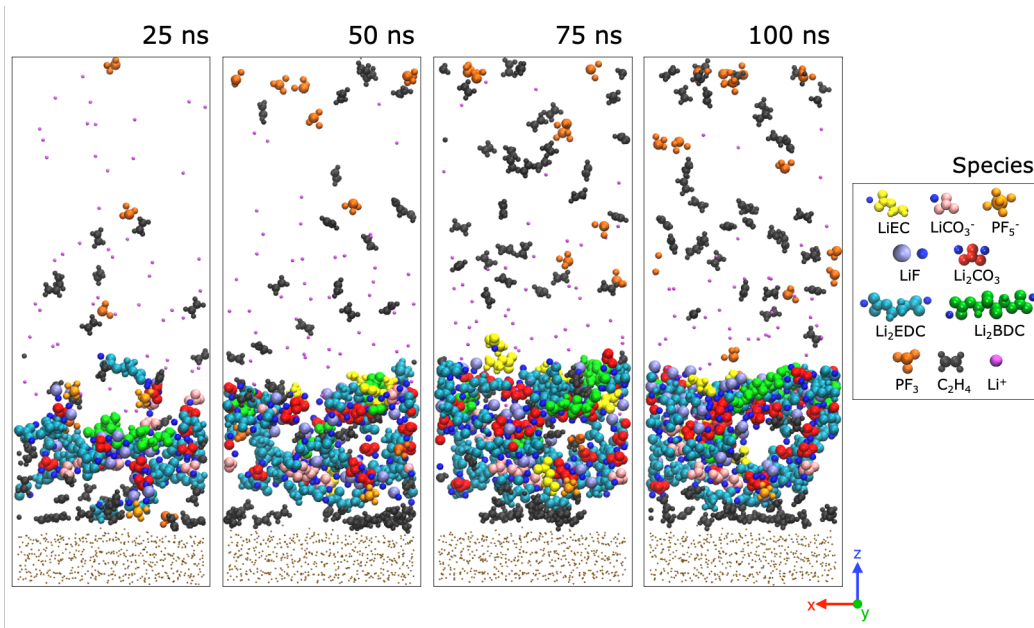 25 ns
50 ns
75 ns
100 ns
Species
LiEC
LiCO₃⁻
PF₅⁻
LiF
Li₂CO₃
Li₂EDC
Li₂BDC
PF₃
C₂H₄
Li⁺
z
x
y